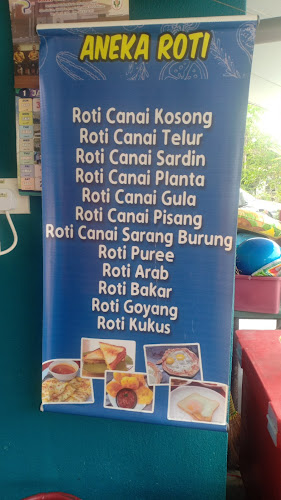 ANEKA ROTI
Roti Canai Kosong
Roti Canai Telur
Roti Canai Sardin
Roti Canai Planta
Roti Canai Gula
Roti Canai Pisang
Roti Canai Sarang Burung
Roti Puree
Roti Arab
Roti Bakar
Roti Goyang
Roti Kukus